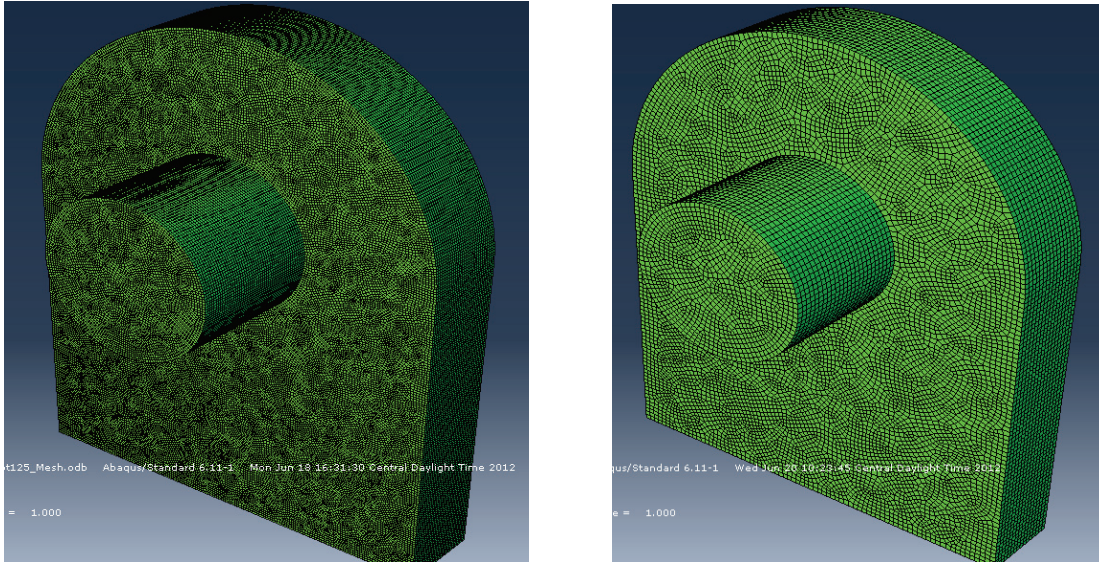 ot125_Mesh.odb Abaqus/Standard 6.11-1 Mon Jun 18 16:31:30 Central Daylight Time 2012
= 1.000
qus/Standard 6.11-1 Wed Jun 20 10:23:45 Central Daylight Time 2012
e = 1.000